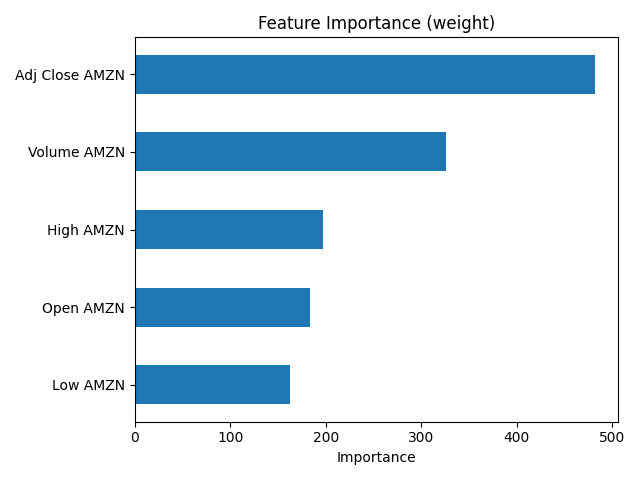 Feature Importance (weight)
Adj Close AMZN
Volume AMZN
High AMZN
Open AMZN
Low AMZN
0 100 200 300 400 500
Importance